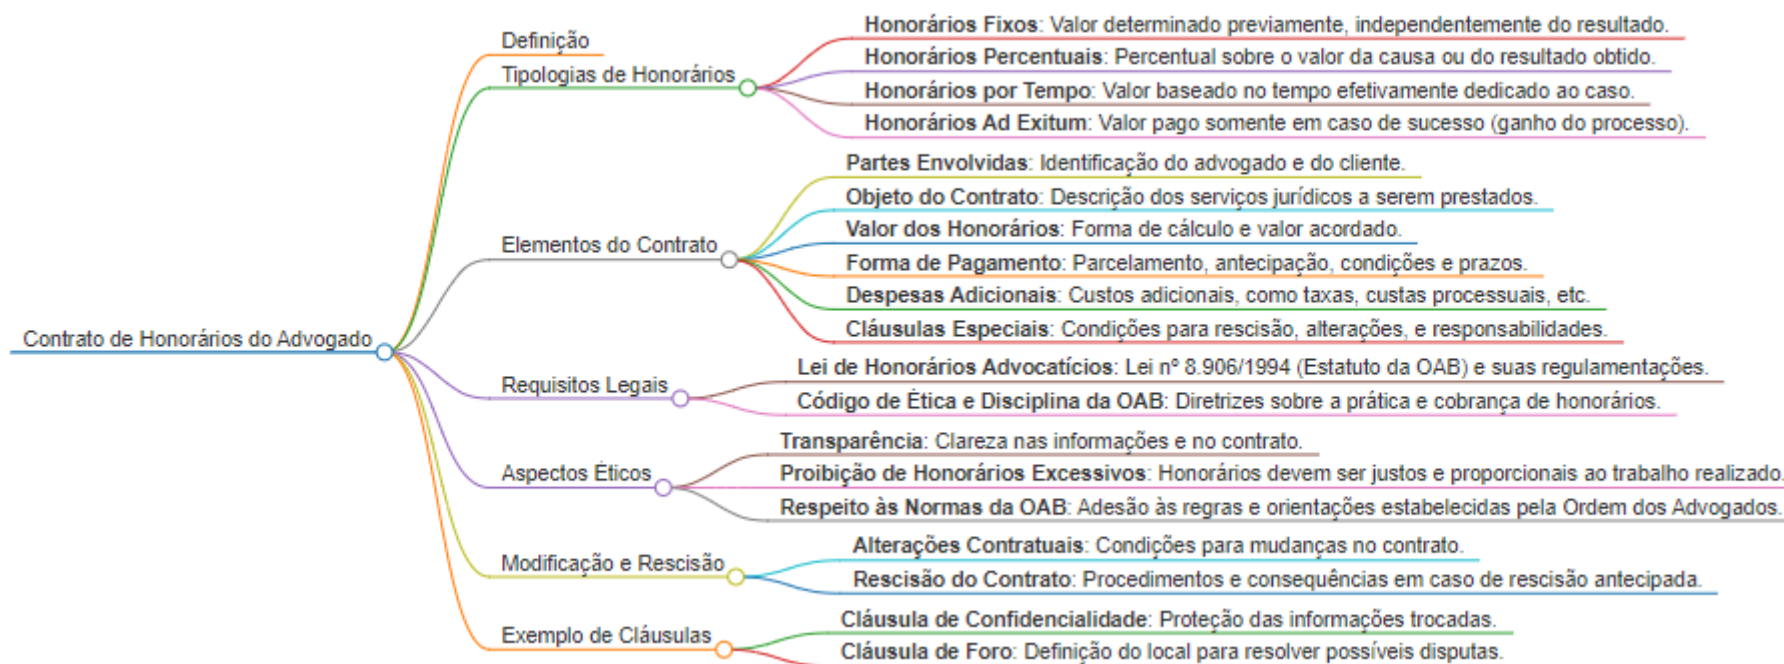 Contrato de Honorários do Advogado
Definição
Tipologias de Honorários
Honorários Fixos: Valor determinado previamente, independentemente do resultado.
Honorários Percentuais: Percentual sobre o valor da causa ou do resultado obtido.
Honorários por Tempo: Valor baseado no tempo efetivamente dedicado ao caso.
Honorários Ad Exitum: Valor pago somente em caso de sucesso (ganho do processo).
Elementos do Contrato
Partes Envolvidas: Identificação do advogado e do cliente.
Objeto do Contrato: Descrição dos serviços jurídicos a serem prestados.
Valor dos Honorários: Forma de cálculo e valor acordado.
Forma de Pagamento: Parcelamento, antecipação, condições e prazos.
Despesas Adicionais: Custos adicionais, como taxas, custas processuais, etc.
Cláusulas Especiais: Condições para rescisão, alterações, e responsabilidades.
Requisitos Legais
Lei de Honorários Advocatícios: Lei nº 8.906/1994 (Estatuto da OAB) e suas regulamentações.
Código de Ética e Disciplina da OAB: Diretrizes sobre a prática e cobrança de honorários.
Aspectos Éticos
Transparência: Clareza nas informações e no contrato.
Proibição de Honorários Excessivos: Honorários devem ser justos e proporcionais ao trabalho realizado.
Respeito às Normas da OAB: Adesão às regras e orientações estabelecidas pela Ordem dos Advogados.
Modificação e Rescisão
Alterações Contratuais: Condições para mudanças no contrato.
Rescisão do Contrato: Procedimentos e consequências em caso de rescisão antecipada.
Exemplo de Cláusulas
Cláusula de Confidencialidade: Proteção das informações trocadas.
Cláusula de Foro: Definição do local para resolver possíveis disputas.